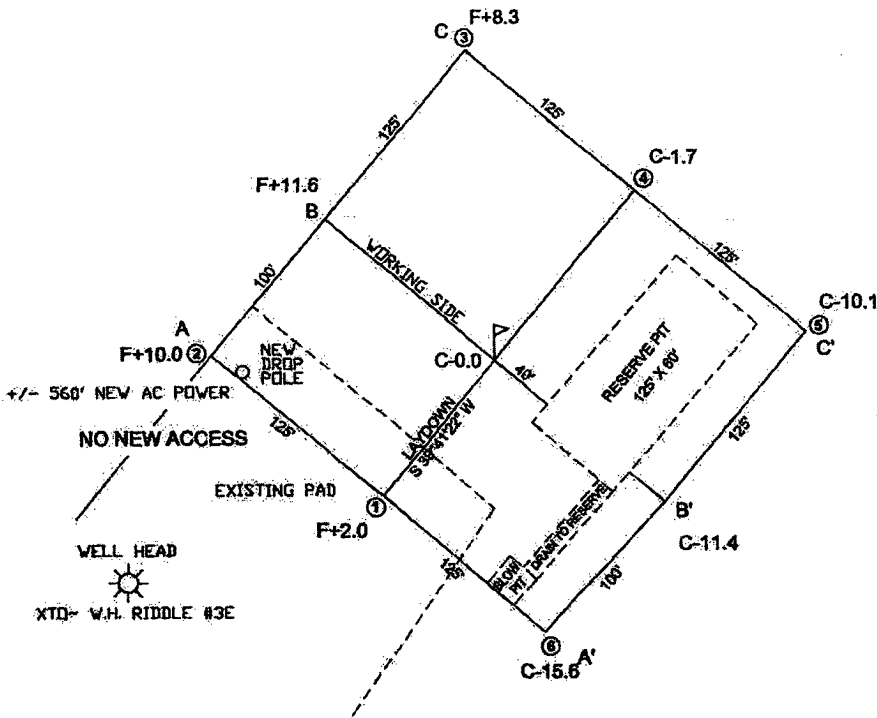 C ③ F+8.3
125'
125'
C-1.7
④
F+11.6
B
WORKING SIDE
125'
100'
A
②
F+10.0
NEW
DROP
POLE
C-0.0
40'
RESERVE PIT
125' X 60'
C-10.1
⑤
C'
+/- 560' NEW AC POWER
NO NEW ACCESS
125'
LAYDOWN
125'
EXISTING PAD
①
F+2.0
B'
C-11.4
DRAIN TO RESERVE
BLOW
PIT
125'
100'
WELL HEAD
XTO- W.H. RIDDLE #3E
⑥ A'
C-15.6